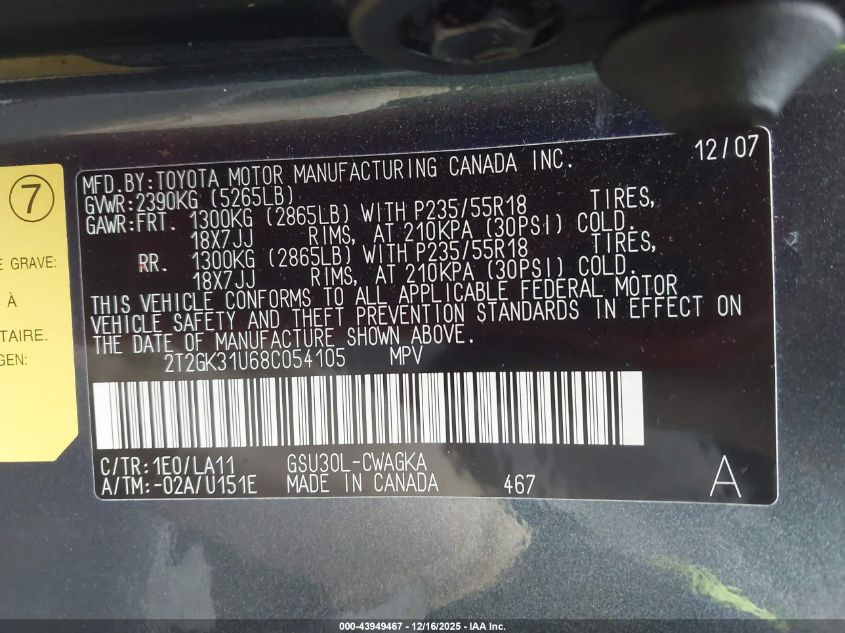 7
E GRAVE:
À
TAIRE.
GEN:
MFD.BY:TOYOTA MOTOR MANUFACTURING CANADA INC. 12/07
GVWR:2390KG (5265LB)
GAWR:FRT. 1300KG (2865LB) WITH P235/55R18 TIRES,
18X7JJ RIMS, AT 210KPA (30PSI) COLD.
RR. 1300KG (2865LB) WITH P235/55R18 TIRES,
18X7JJ RIMS, AT 210KPA (30PSI) COLD.
THIS VEHICLE CONFORMS TO ALL APPLICABLE FEDERAL MOTOR
VEHICLE SAFETY AND THEFT PREVENTION STANDARDS IN EFFECT ON
THE DATE OF MANUFACTURE SHOWN ABOVE.
2T2GK31U68C054105 MPV
C/TR:1E0/LA11 GSU30L-CWAGKA
A/TM:-02A/U151E MADE IN CANADA 467 A
000-43949467 - 12/16/2025 - IAA Inc.